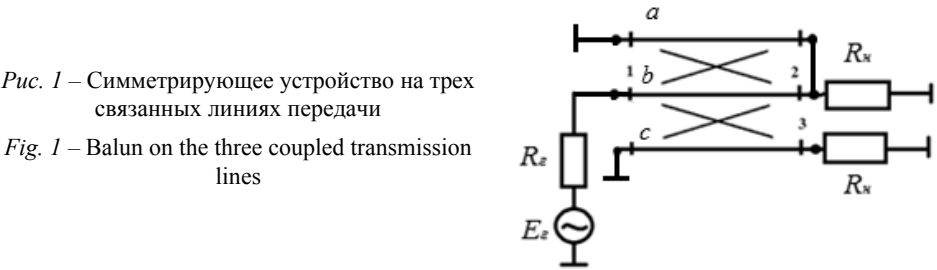 Рис. 1 – Симметрирующее устройство на трех
связанных линиях передачи
Fig. 1 – Balun on the three coupled transmission
lines
a
Rн
1 b 2
c 3
Rг
Rн
Eг